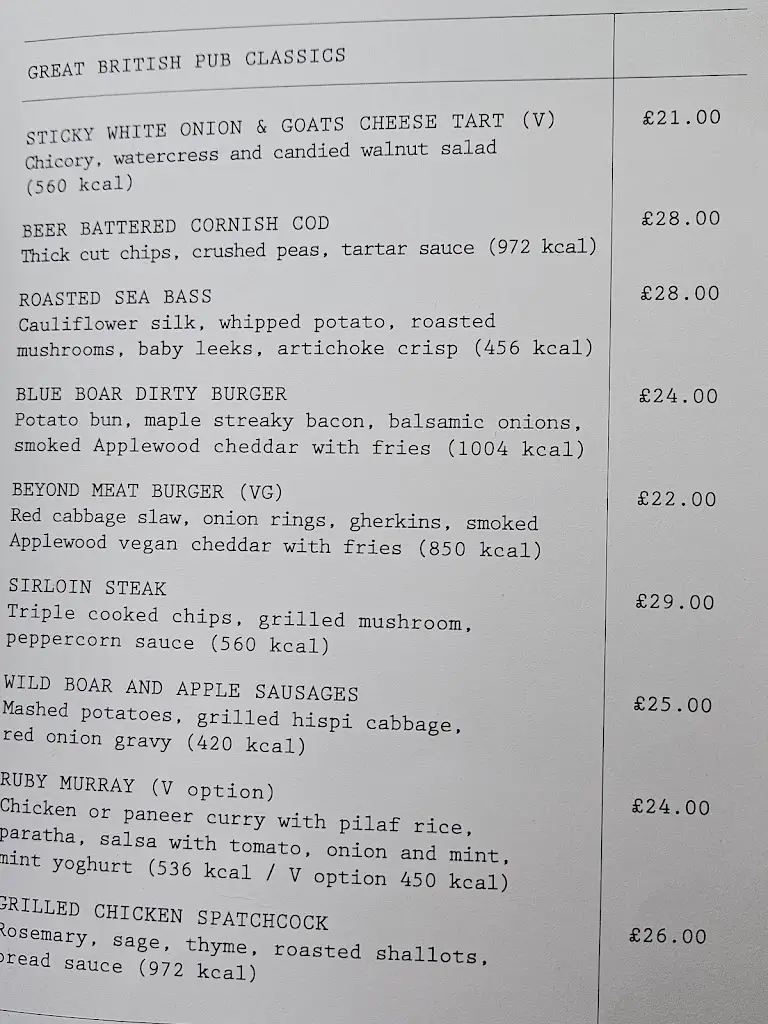 GREAT BRITISH PUB CLASSICS
STICKY WHITE ONION & GOATS CHEESE TART (V) £21.00
Chicory, watercress and candied walnut salad
(560 kcal)
BEER BATTERED CORNISH COD £28.00
Thick cut chips, crushed peas, tartar sauce (972 kcal)
ROASTED SEA BASS £28.00
Cauliflower silk, whipped potato, roasted
mushrooms, baby leeks, artichoke crisp (456 kcal)
BLUE BOAR DIRTY BURGER £24.00
Potato bun, maple streaky bacon, balsamic onions,
smoked Applewood cheddar with fries (1004 kcal)
BEYOND MEAT BURGER (VG) £22.00
Red cabbage slaw, onion rings, gherkins, smoked
Applewood vegan cheddar with fries (850 kcal)
SIRLOIN STEAK £29.00
Triple cooked chips, grilled mushroom,
peppercorn sauce (560 kcal)
WILD BOAR AND APPLE SAUSAGES £25.00
Mashed potatoes, grilled hispi cabbage,
red onion gravy (420 kcal)
RUBY MURRAY (V option) £24.00
Chicken or paneer curry with pilaf rice,
paratha, salsa with tomato, onion and mint,
mint yoghurt (536 kcal / V option 450 kcal)
GRILLED CHICKEN SPATCHCOCK £26.00
Rosemary, sage, thyme, roasted shallots,
bread sauce (972 kcal)